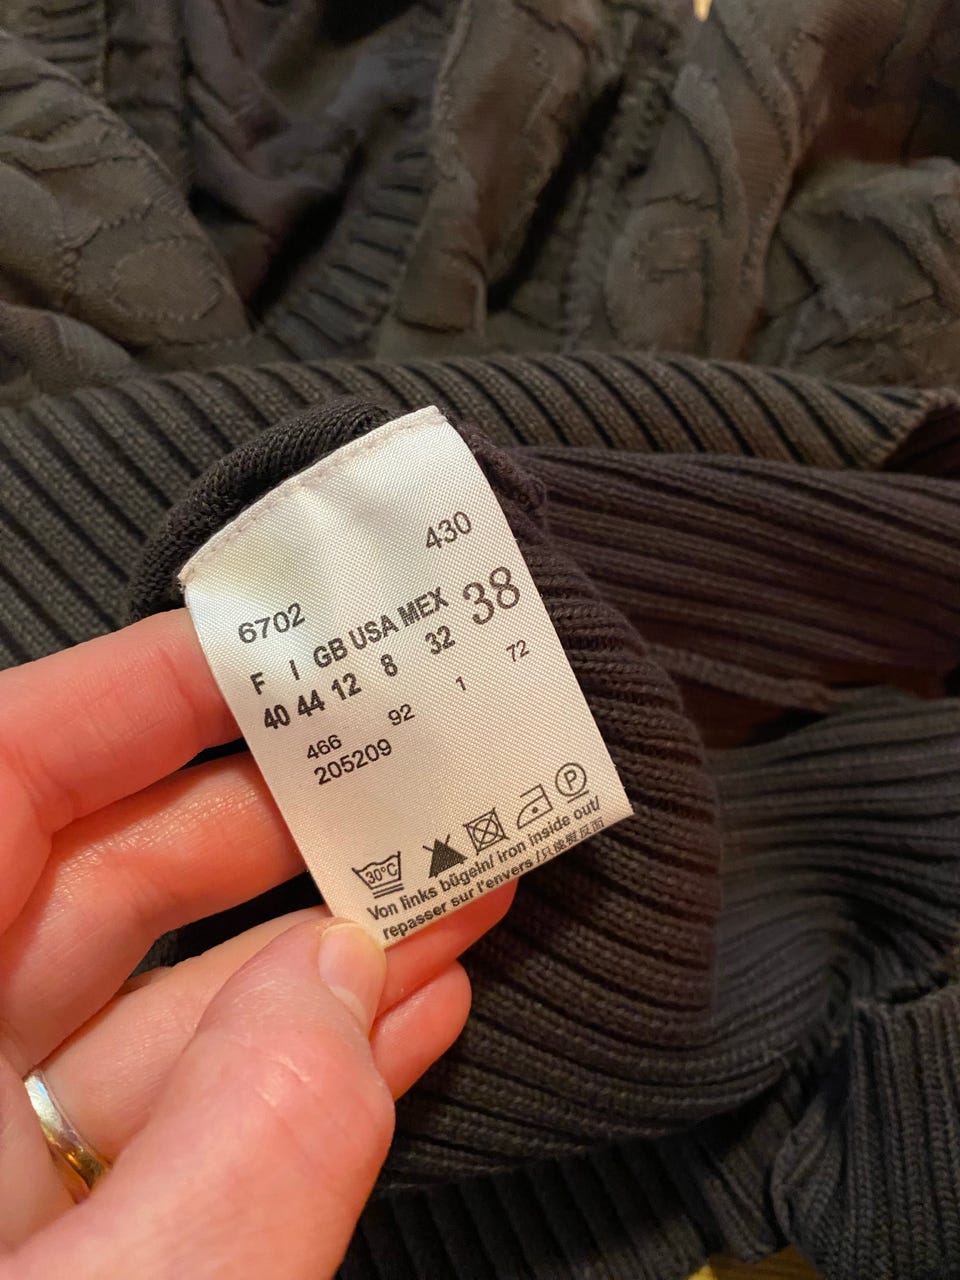 430
6702
F I GB USA MEX 38
40 44 12 8 32
466 92 1 72
205209
30°C P
Von links bügeln/ iron inside out/
repasser sur l'envers /